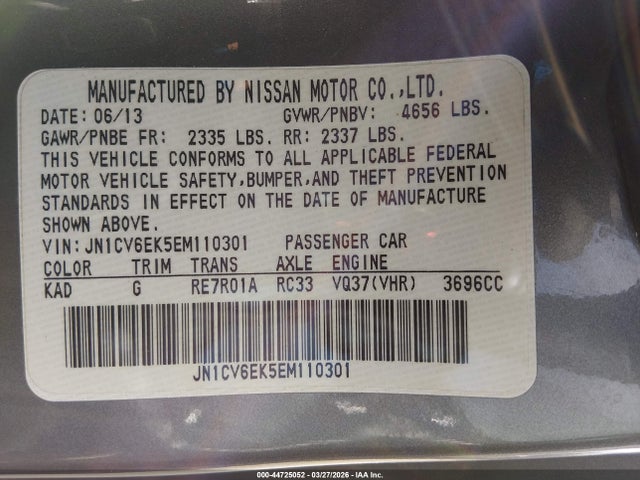 MANUFACTURED BY NISSAN MOTOR CO.,LTD.
DATE: 06/13 GVWR/PNBV: 4656 LBS.
GAWR/PNBE FR: 2335 LBS. RR: 2337 LBS.
THIS VEHICLE CONFORMS TO ALL APPLICABLE FEDERAL
MOTOR VEHICLE SAFETY,BUMPER,AND THEFT PREVENTION
STANDARDS IN EFFECT ON THE DATE OF MANUFACTURE
SHOWN ABOVE.
VIN: JN1CV6EK5EM110301 PASSENGER CAR
COLOR TRIM TRANS AXLE ENGINE
KAD G RE7R01A RC33 VQ37(VHR) 3696CC
JN1CV6EK5EM110301
000-44725052 — 03/27/2026 — IAA Inc.